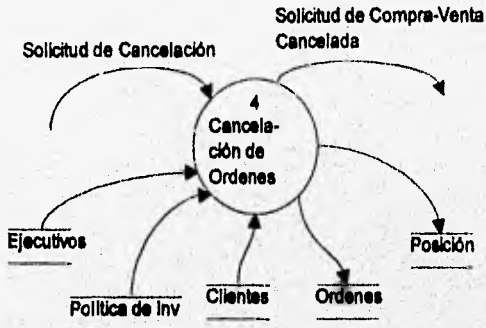 Solicitud de Compra-Venta
Cancelada
Solicitud de Cancelación
4
Cancela-
ción de
Ordenes
Ejecutivos
Política de Inv
Clientes
Ordenes
Posición